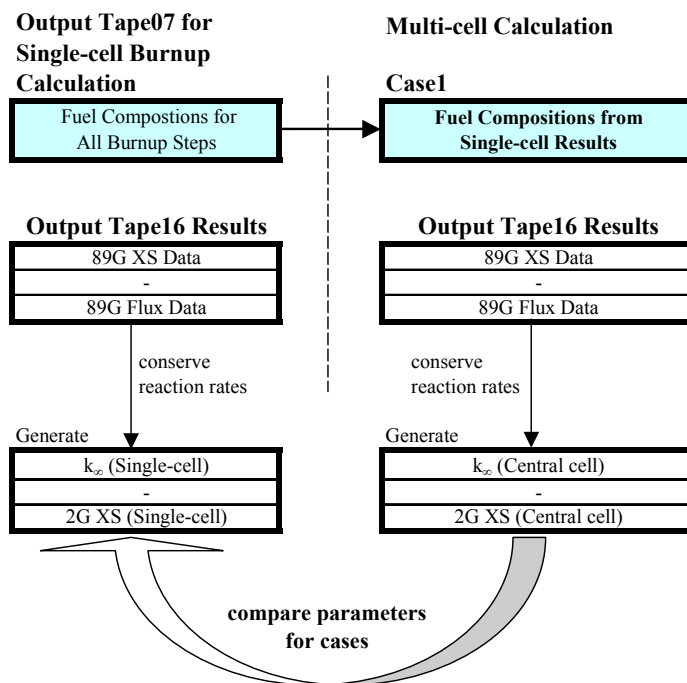 Output Tape07 for
Single-cell Burnup
Calculation
Fuel Compostions for
All Burnup Steps
Multi-cell Calculation
Case1
Fuel Compositions from
Single-cell Results
Output Tape16 Results
89G XS Data
-
89G Flux Data
conserve
reaction rates
Generate
k∞ (Single-cell)
-
2G XS (Single-cell)
Output Tape16 Results
89G XS Data
-
89G Flux Data
conserve
reaction rates
Generate
k∞ (Central cell)
-
2G XS (Central cell)
compare parameters
for cases